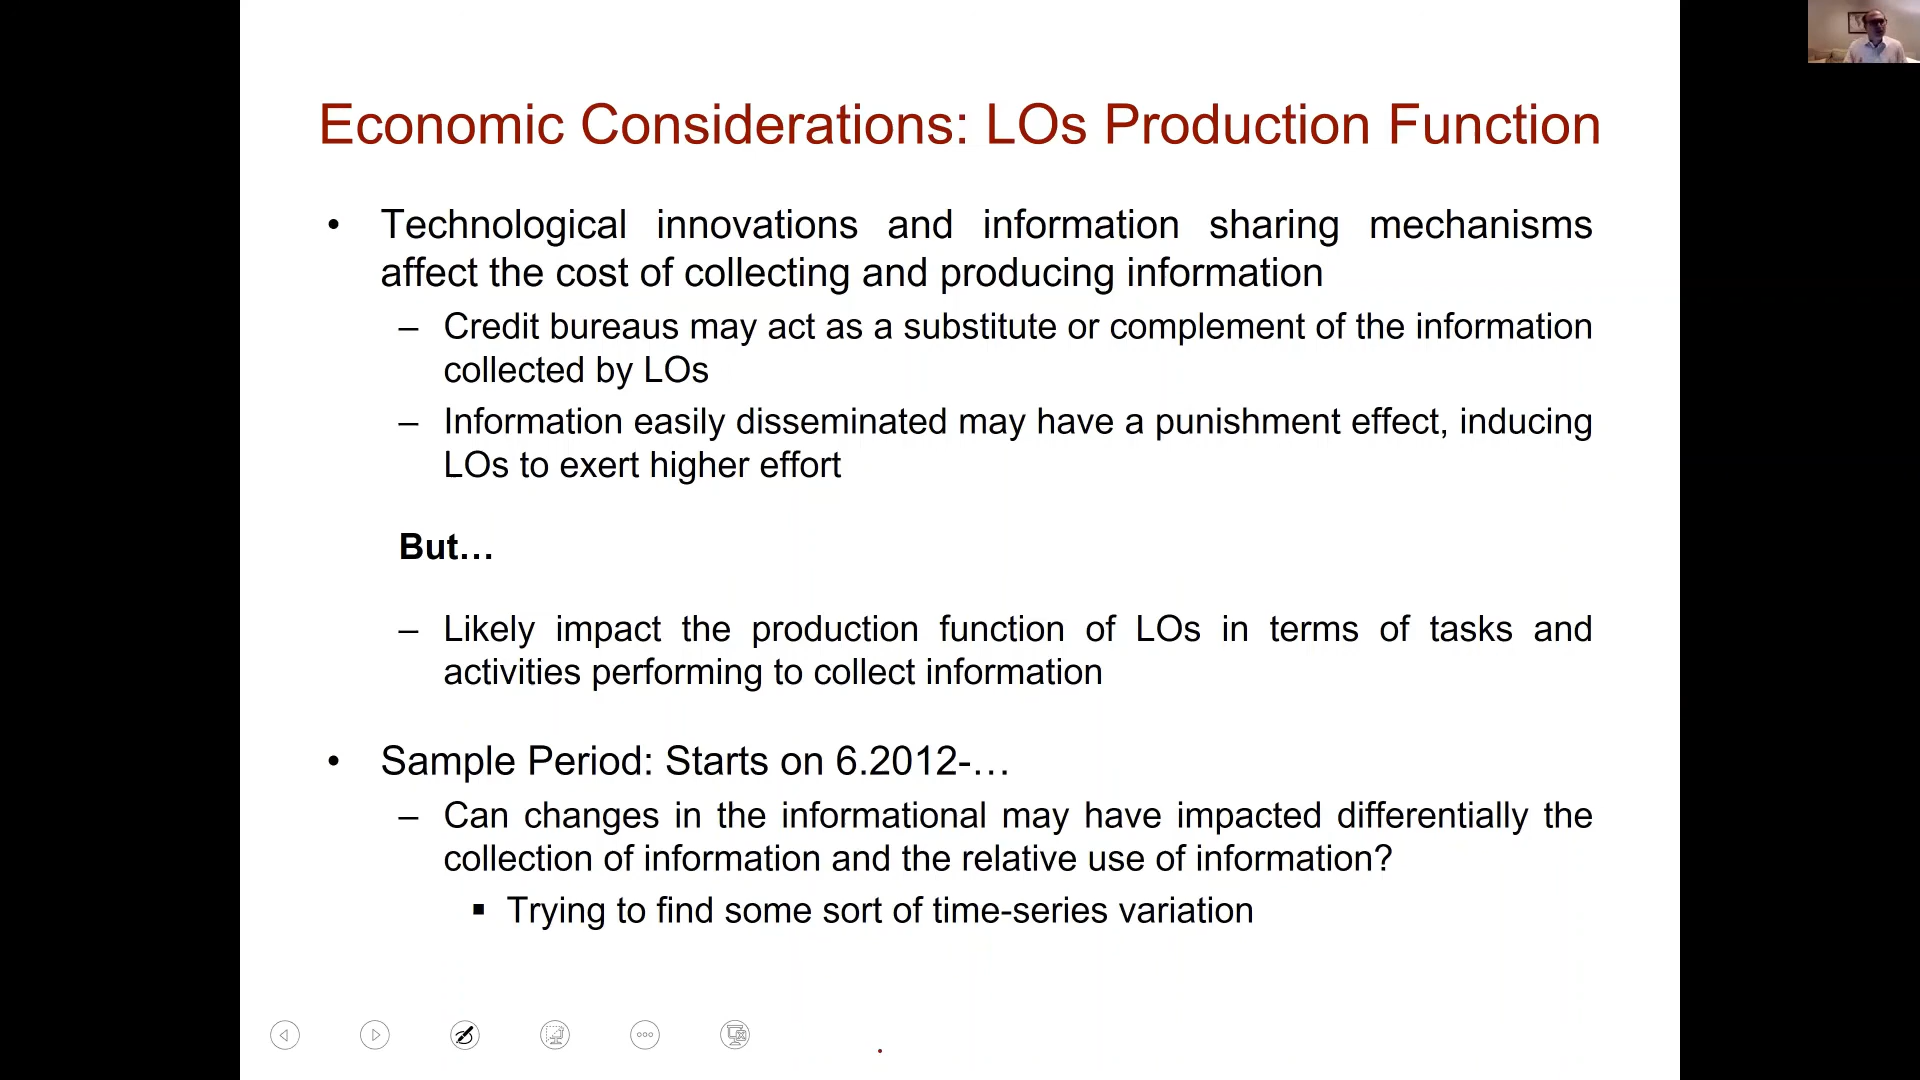 Economic Considerations: LOs Production Function
• Technological innovations and information sharing mechanisms
affect the cost of collecting and producing information
– Credit bureaus may act as a substitute or complement of the information
collected by LOs
– Information easily disseminated may have a punishment effect, inducing
LOs to exert higher effort
But…
– Likely impact the production function of LOs in terms of tasks and
activities performing to collect information
• Sample Period: Starts on 6.2012-…
– Can changes in the informational may have impacted differentially the
collection of information and the relative use of information?
▪ Trying to find some sort of time-series variation